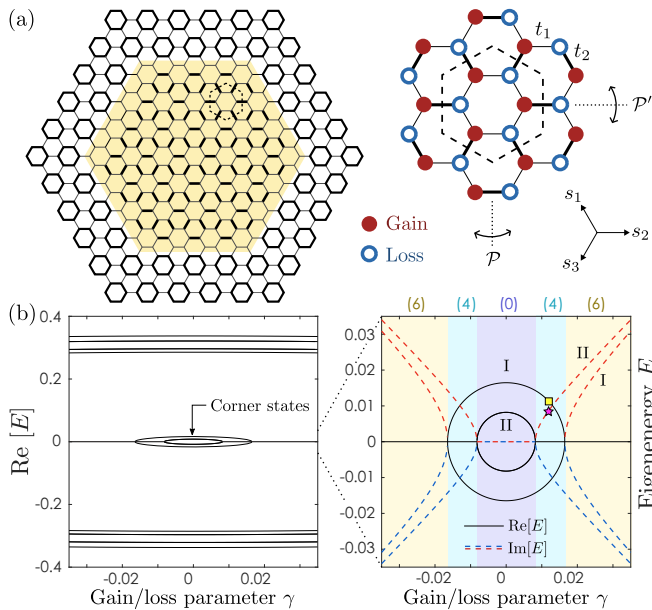 (a)
t₁
t₂
𝒫′
Gain
Loss
𝒫
s₁
s₂
s₃
(b)
(6) (4) (0) (4) (6)
0.4
0.2
0
-0.2
-0.4
Re [E]
Corner states
-0.02 0 0.02
Gain/loss parameter γ
0.03
0.02
0.01
0
-0.01
-0.02
-0.03
I
II
II
I
Re[E]
Im[E]
-0.02 0 0.02
Gain/loss parameter γ
Eigenenergy E